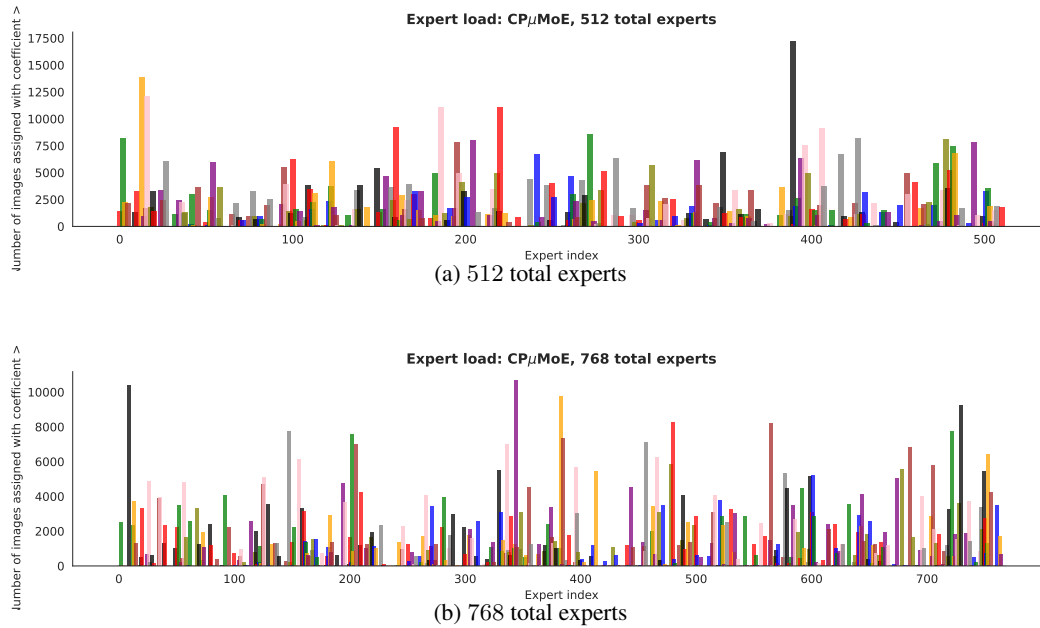 Expert load: CPμMoE, 512 total experts
Number of images assigned with coefficient >
17500
15000
12500
10000
7500
5000
2500
0
0 100 200 300 400 500
Expert index
(a) 512 total experts
Expert load: CPμMoE, 768 total experts
Number of images assigned with coefficient >
10000
8000
6000
4000
2000
0
0 100 200 300 400 500 600 700
Expert index
(b) 768 total experts